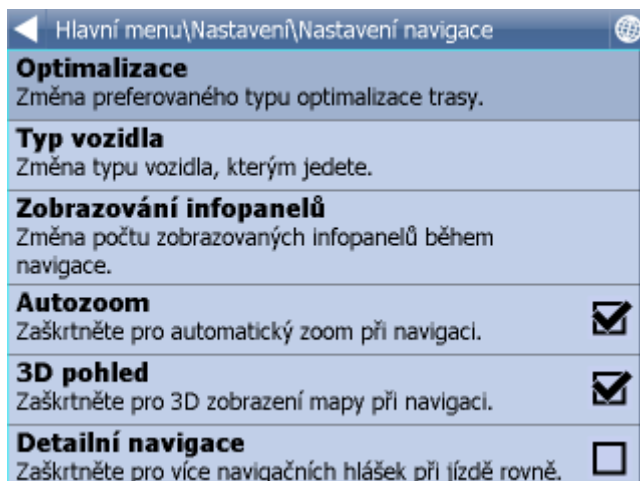 Hlavní menu\Nastavení\Nastavení navigace
Optimalizace
Změna preferovaného typu optimalizace trasy.
Typ vozidla
Změna typu vozidla, kterým jedete.
Zobrazování infopanelů
Změna počtu zobrazovaných infopanelů během
navigace.
Autozoom
Zaškrtněte pro automatický zoom při navigaci.
3D pohled
Zaškrtněte pro 3D zobrazení mapy při navigaci.
Detailní navigace
Zaškrtněte pro více navigačních hlášek při jízdě rovně.